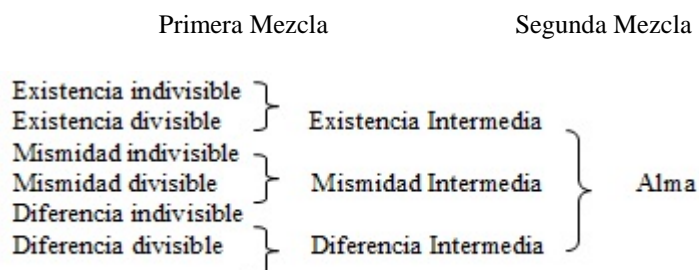 Primera Mezcla Segunda Mezcla
Existencia indivisible
Existencia divisible Existencia Intermedia
Mismidad indivisible
Mismidad divisible Mismidad Intermedia Alma
Diferencia indivisible
Diferencia divisible Diferencia Intermedia